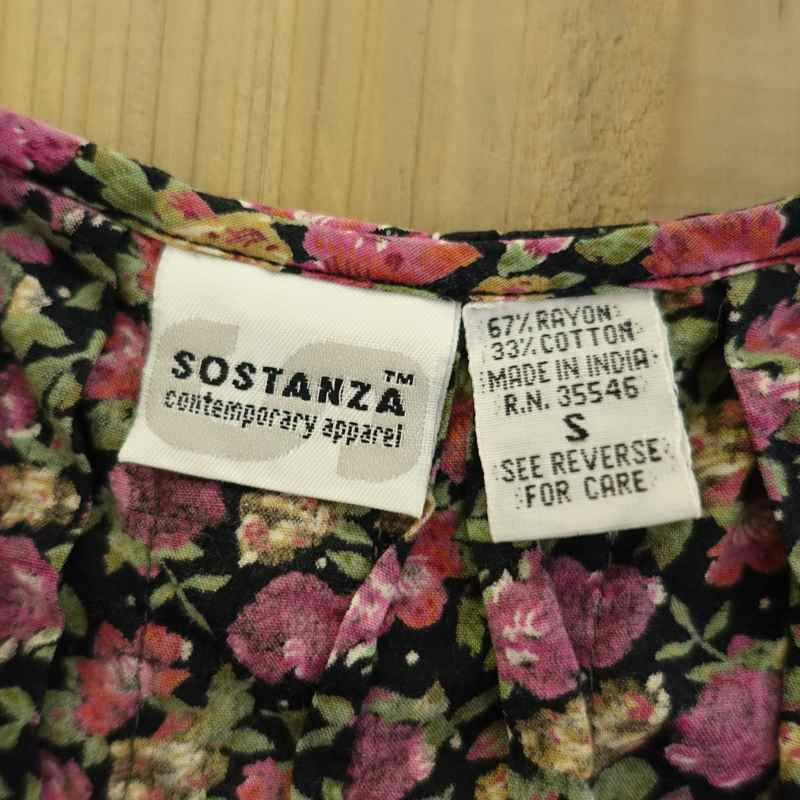 SOSTANZA™
contemporary apparel
67% RAYON
33% COTTON
MADE IN INDIA
R.N. 35546
S
SEE REVERSE
FOR CARE